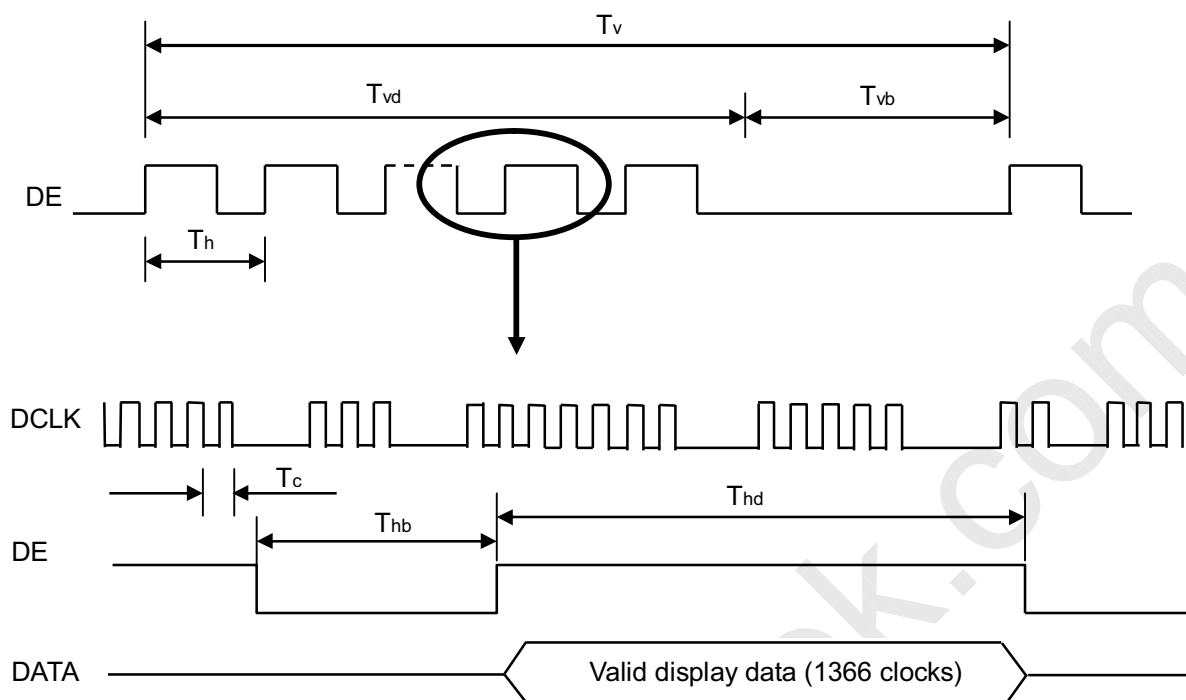 Tv
Tvd
Tvb
DE
Th
DCLK
Tc
Thb
Thd
DE
DATA
Valid display data (1366 clocks)